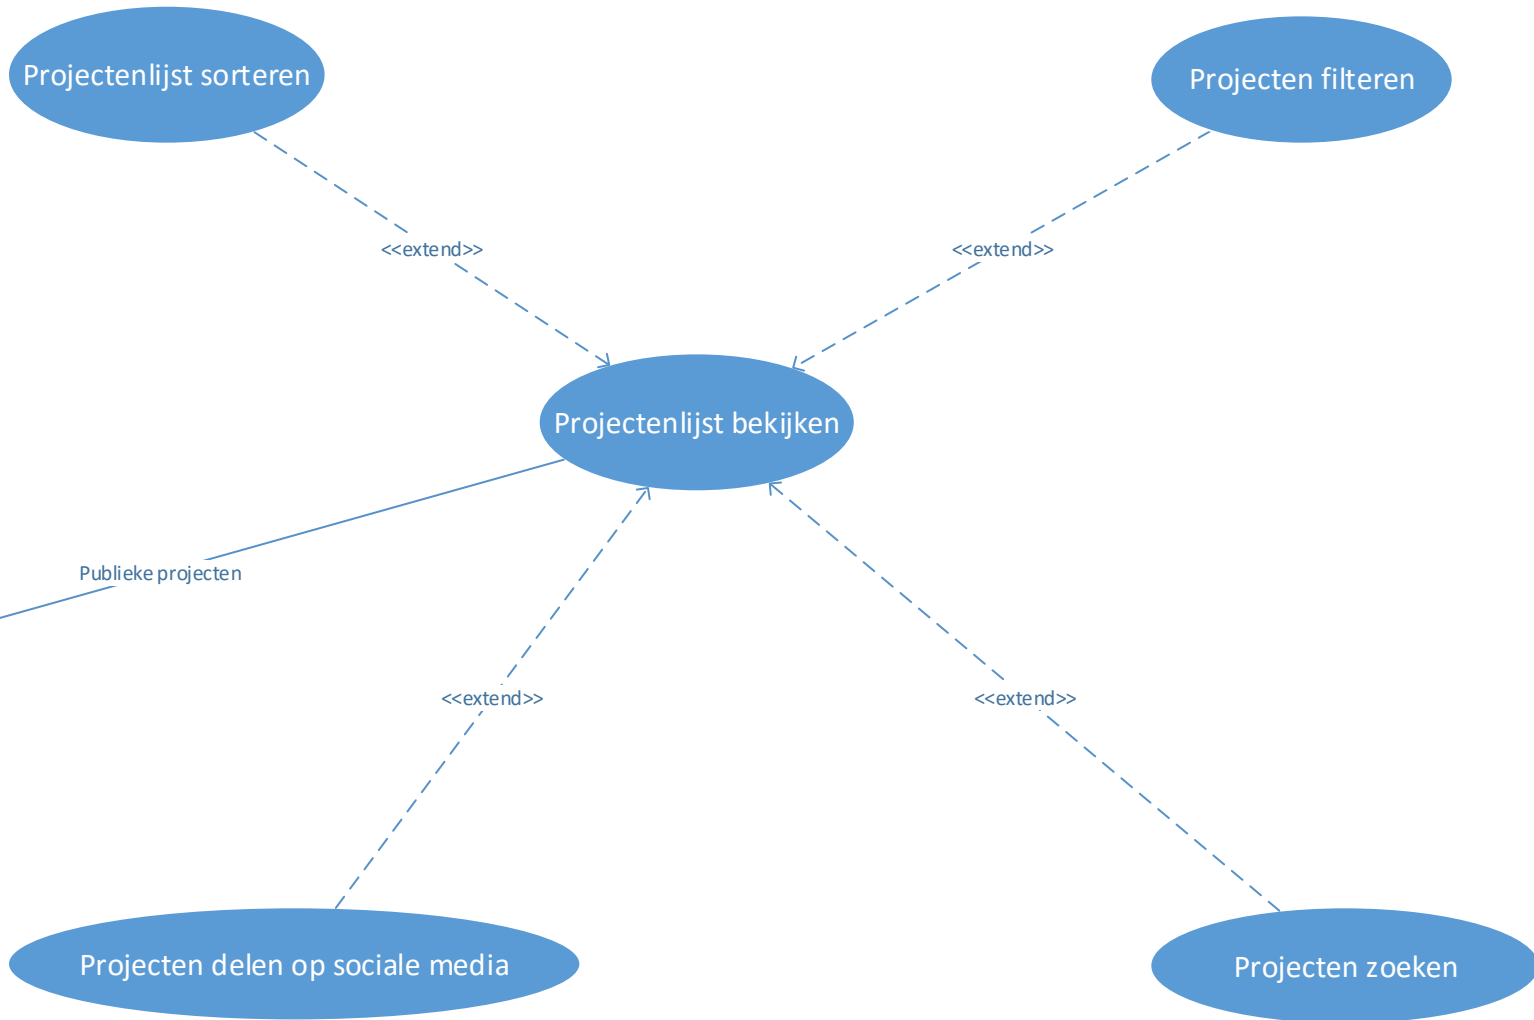 Projectenlijst sorteren
Projecten filteren
<<extend>>
<<extend>>
Projectenlijst bekijken
Publieke projecten
<<extend>>
<<extend>>
Projecten delen op sociale media
Projecten zoeken